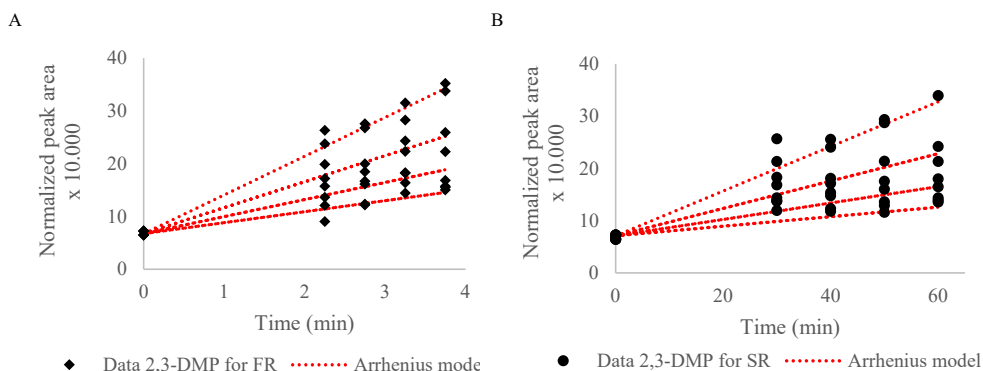 A
Normalized peak area
x 10.000
40
30
20
10
0
0
1
2
3
4
Time (min)
Data 2,3-DMP for FR
Arrhenius mode
B
Normalized peak area
x 10.000
40
30
20
10
0
0
20
40
60
Time (min)
Data 2,3-DMP for SR
Arrhenius model